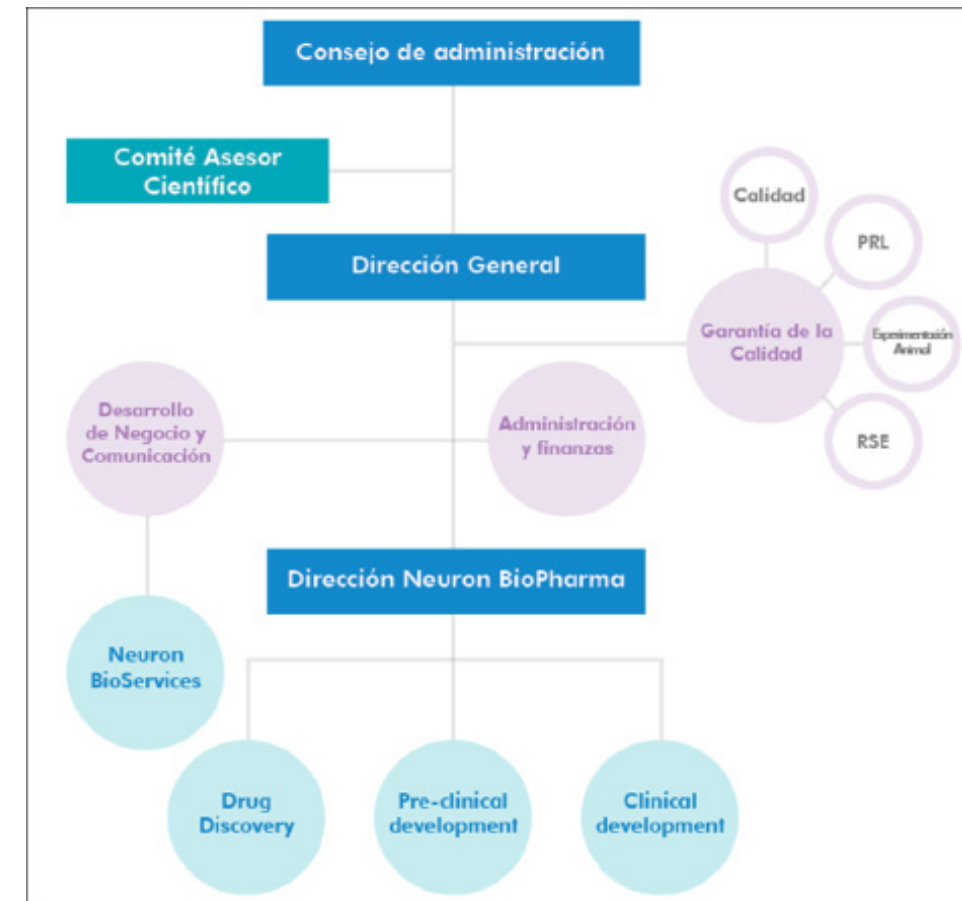 Consejo de administración
Comité Asesor
Científico
Calidad
PRL
Dirección General
Garantía de la
Calidad
Experimentación
Animal
RSE
Desarrollo
de Negocio y
Comunicación
Administración
y finanzas
Dirección Neuron BioPharma
Neuron
BioServices
Drug
Discovery
Pre-clinical
development
Clinical
development